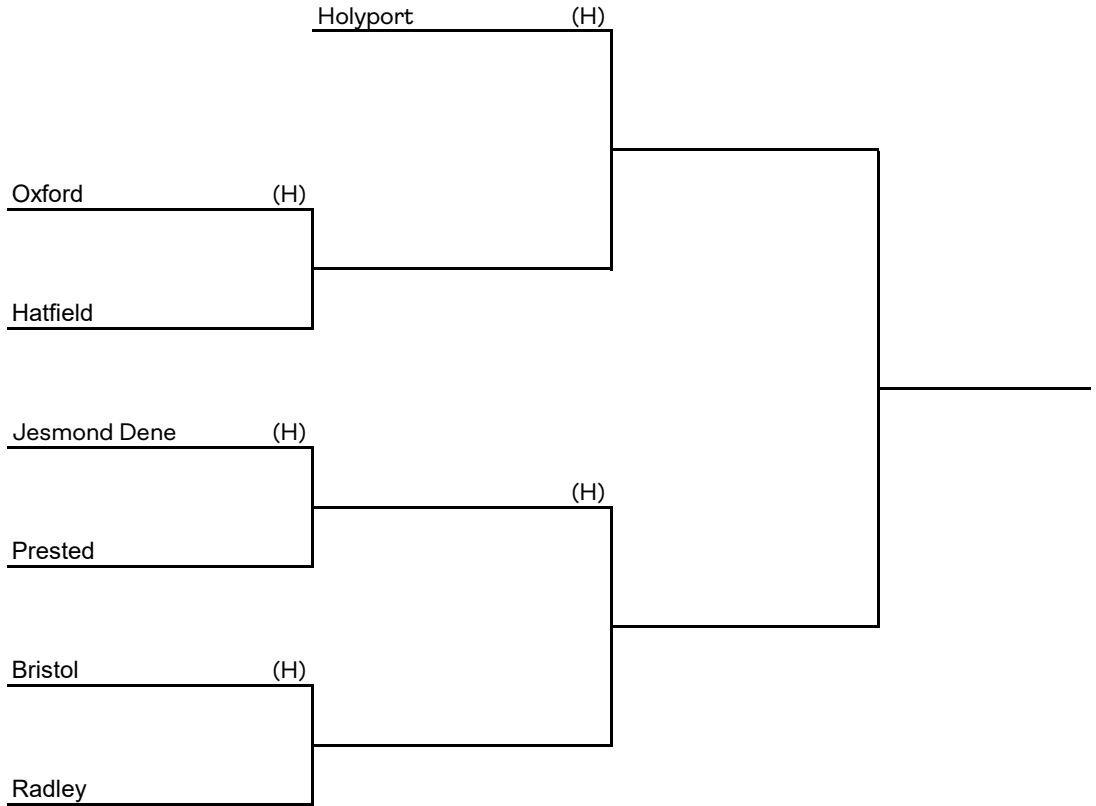 Holyport (H)
Oxford (H)
Hatfield
Jesmond Dene (H)
(H)
Prested
Bristol (H)
Radley